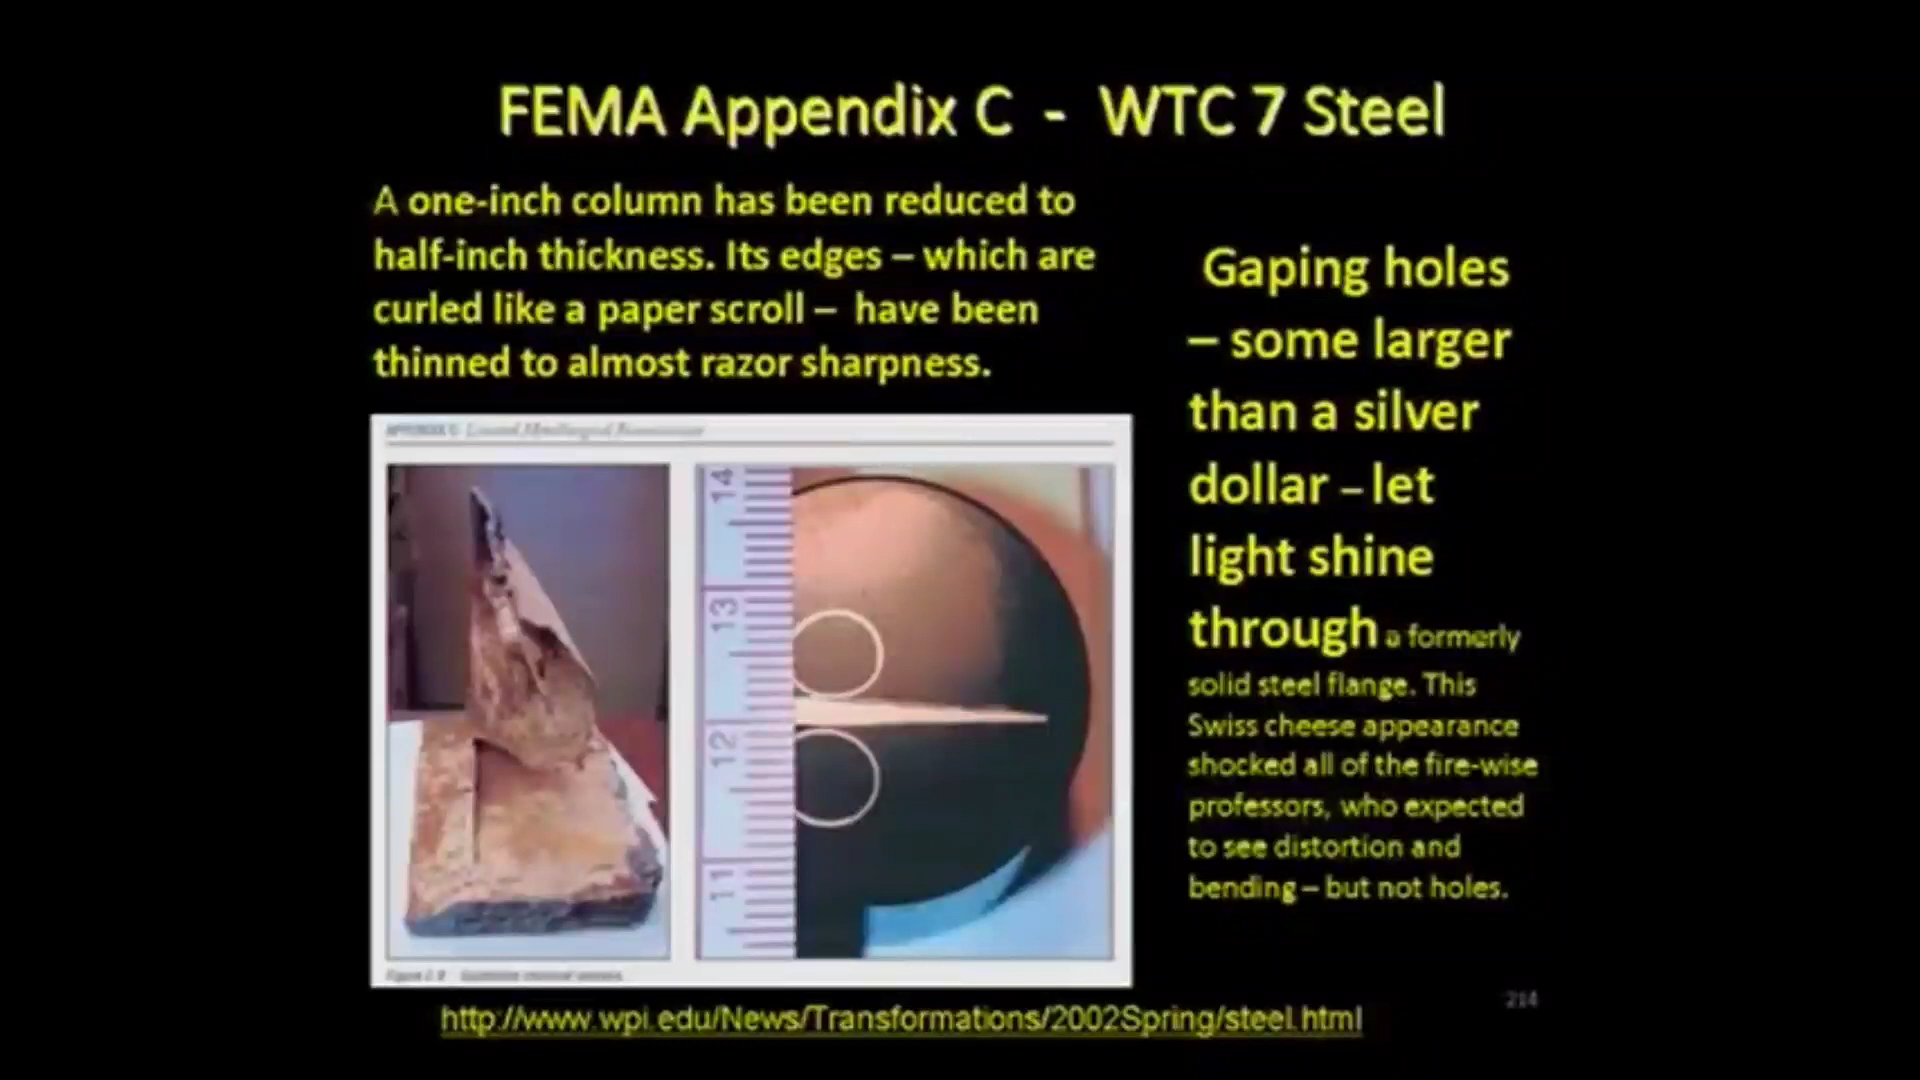 FEMA Appendix C - WTC 7 Steel
A one-inch column has been reduced to
half-inch thickness. Its edges – which are
curled like a paper scroll – have been
thinned to almost razor sharpness.
Gaping holes
– some larger
than a silver
dollar – let
light shine
through a formerly
solid steel flange. This
Swiss cheese appearance
shocked all of the fire-wise
professors, who expected
to see distortion and
bending – but not holes.
APPENDIX C
14
13
12
11
http://www.wpi.edu/News/Transformations/2002Spring/steel.html
214